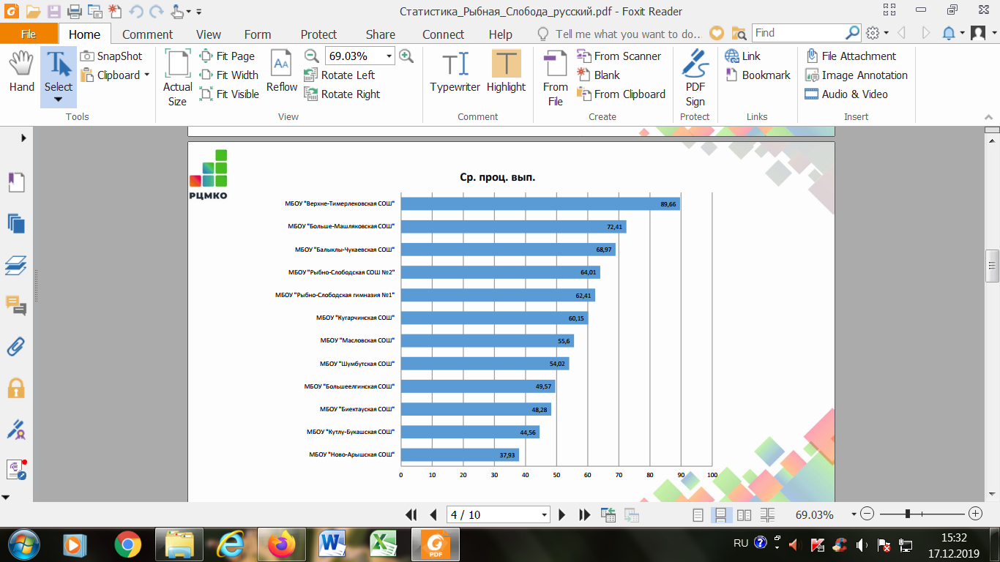 Статистика_Рыбная_Слобода_русский.pdf - Foxit Reader
File Home Comment View Form Protect Share Connect Help Tell me what you want to do.. Find
Hand
Select
SnapShot
Clipboard
Tools
Actual Size
Fit Page
Fit Width
Fit Visible
Reflow
69.03%
Rotate Left
Rotate Right
View
Typewriter
Highlight
Comment
From File
From Scanner
Blank
From Clipboard
Create
PDF Sign
Protect
Link
Bookmark
Links
File Attachment
Image Annotation
Audio & Video
Insert
РЦМКО
Ср. проц. вып.
МБОУ "Верхне-Тимерлековская СОШ" 89,66
МБОУ "Больше-Машляковская СОШ" 72,41
МБОУ "Балыклы-Чукаевская СОШ" 68,97
МБОУ "Рыбно-Слободская СОШ №2" 64,01
МБОУ "Рыбно-Слободская гимназия №1" 62,41
МБОУ "Кугарчинская СОШ" 60,15
МБОУ "Масловская СОШ" 55,6
МБОУ "Шумбутская СОШ" 54,02
МБОУ "Большеелгинская СОШ" 49,57
МБОУ "Биектауская СОШ" 48,28
МБОУ "Кутлу-Букашская СОШ" 44,56
МБОУ "Ново-Арышская СОШ" 37,93
0 10 20 30 40 50 60 70 80 90 100
4 / 10
69.03%
PDF
RU
15:32
17.12.2019